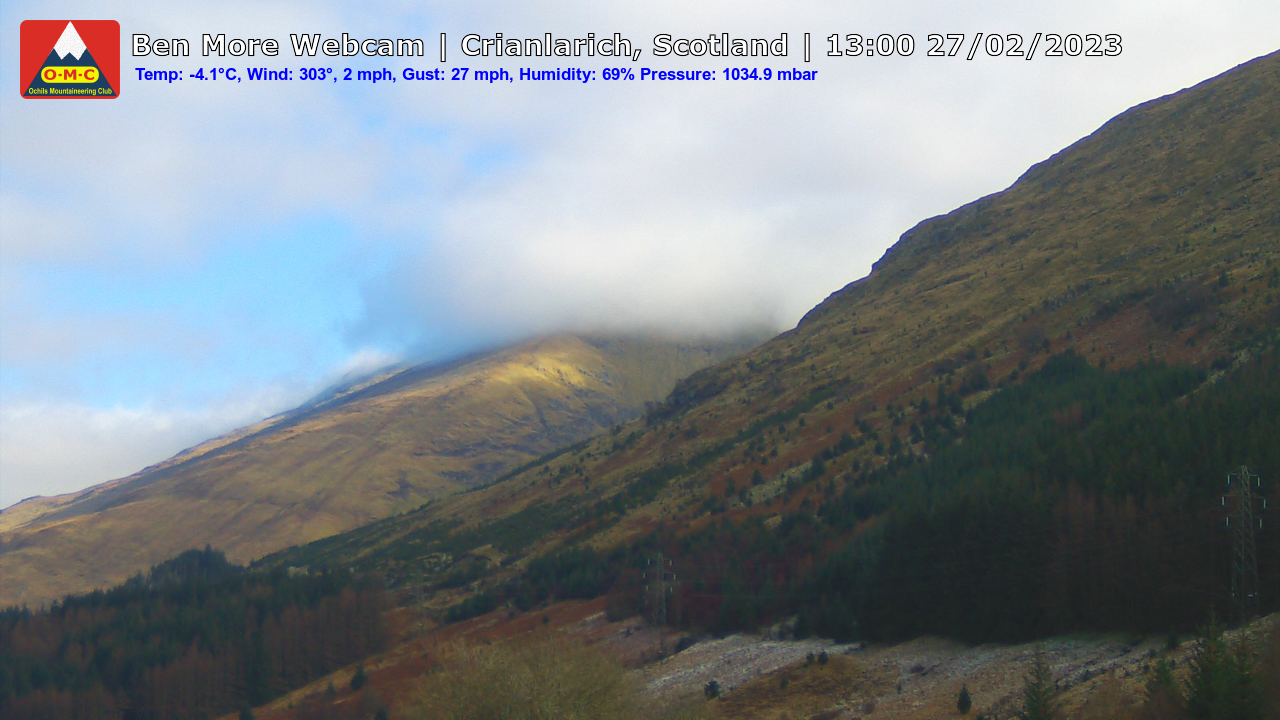 Ben More Webcam | Crianlarich, Scotland | 13:00 27/02/2023
Temp: -4.1°C, Wind: 303°, 2 mph, Gust: 27 mph, Humidity: 69% Pressure: 1034.9 mbar
O·M·C
Ochils Mountaineering Club